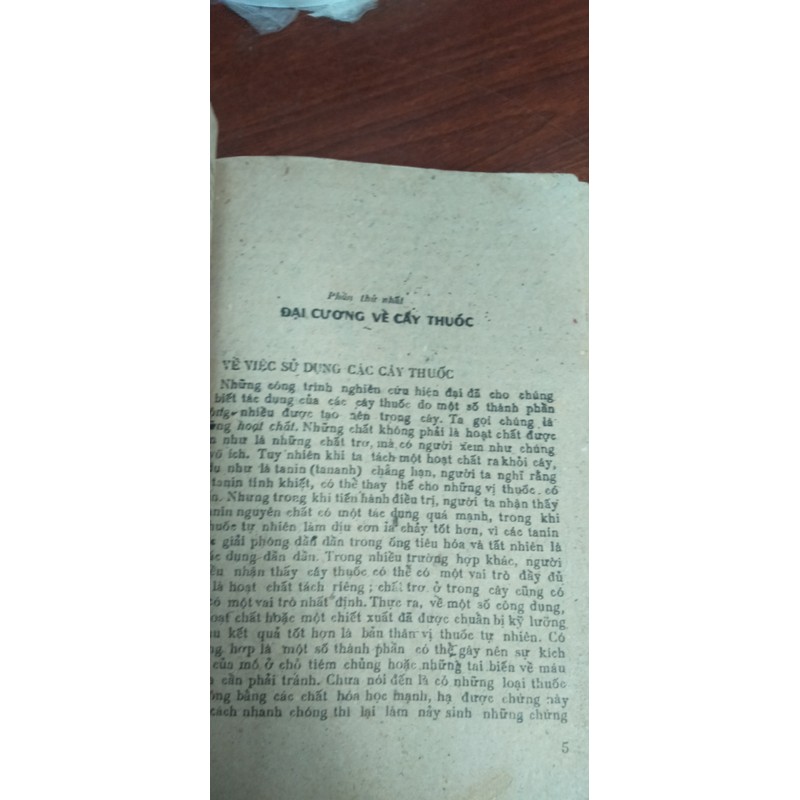 Phần thứ nhất
ĐẠI CƯƠNG VỀ CÂY THUỐC
VỀ VIỆC SỬ DỤNG CÁC CÂY THUỐC
Những công trình nghiên cứu hiện đại đã cho chúng
biết tác dụng của các cây thuốc do một số thành phần
nhiều được tạo nên trong cây. Ta gọi chúng là
hoạt chất. Những chất không phải là hoạt chất được
như là những chất trơ, mà có người xem như chúng
vô ích. Tuy nhiên khi ta tách một hoạt chất ra khỏi cây,
như là tanin (tananh) chẳng hạn, người ta nghĩ rằng
tanin tinh khiết, có thể thay thế cho những vị thuốc có
Nhưng trong khi tiến hành điều trị, người ta nhận thấy
nguyên chất có một tác dụng quá mạnh, trong khi
thuốc tự nhiên làm dịu cơn ỉa chảy tốt hơn, vì các tanin
giải phóng dần dần trong ống tiêu hóa và tất nhiên là
dụng dần dần. Trong nhiều trường hợp khác, người
nhận thấy cây thuốc có thể có một vai trò đầy đủ
là hoạt chất tách riêng; chất trơ ở trong cây cũng có
có một vai trò nhất định. Thực ra, về một số công dụng,
hoạt chất hoặc một chiết xuất đã được chuẩn bị kỹ lưỡng
kết quả tốt hơn là bản thân vị thuốc tự nhiên. Có
hợp là một số thành phần có thể gây nên sự kích
của mô ở chỗ tiêm chủng hoặc những tai biến về máu
cần phải tránh. Chưa nói đến là có những loại thuốc
bằng các chất hóa học mạnh, hạ được chứng này
cách nhanh chóng thì lại làm nảy sinh những chứng
5